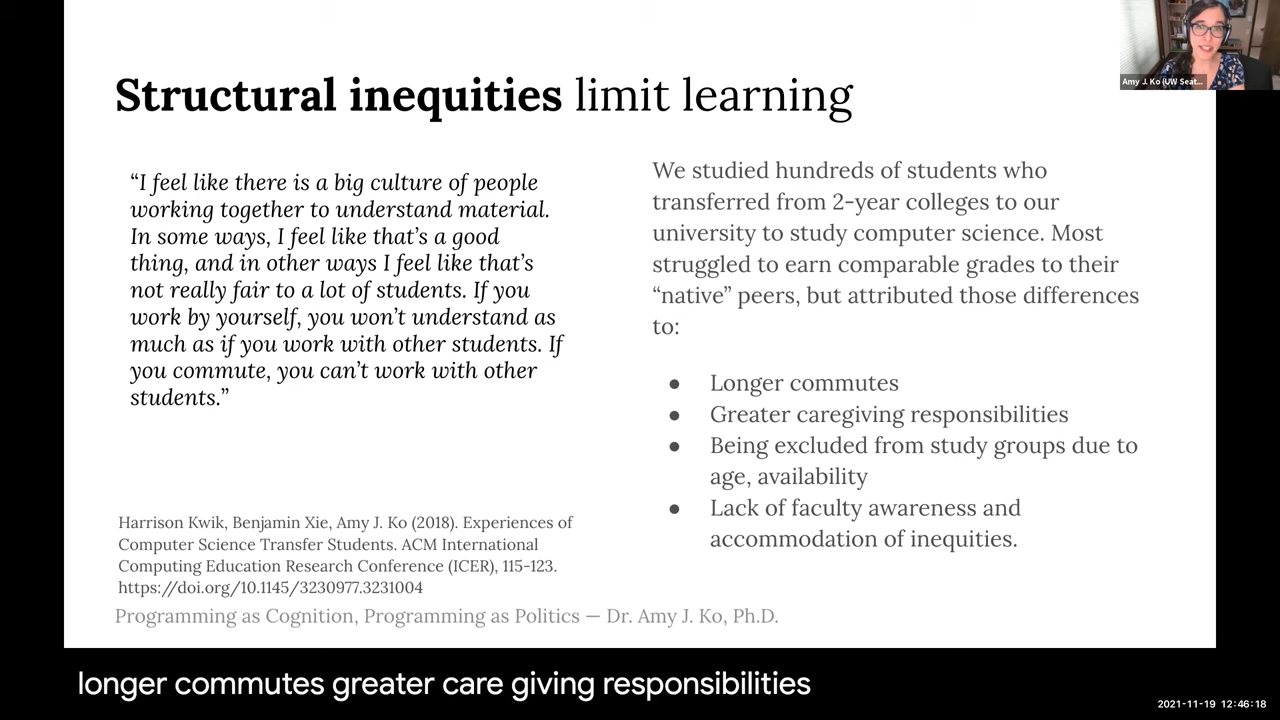 Structural inequities limit learning
“I feel like there is a big culture of people
working together to understand material.
In some ways, I feel like that’s a good
thing, and in other ways I feel like that’s
not really fair to a lot of students. If you
work by yourself, you won’t understand as
much as if you work with other students. If
you commute, you can’t work with other
students.”
Harrison Kwik, Benjamin Xie, Amy J. Ko (2018). Experiences of
Computer Science Transfer Students. ACM International
Computing Education Research Conference (ICER), 115-123.
https://doi.org/10.1145/3230977.3231004
We studied hundreds of students who
transferred from 2-year colleges to our
university to study computer science. Most
struggled to earn comparable grades to their
“native” peers, but attributed those differences
to:
● Longer commutes
● Greater caregiving responsibilities
● Being excluded from study groups due to
age, availability
● Lack of faculty awareness and
accommodation of inequities.
Programming as Cognition, Programming as Politics — Dr. Amy J. Ko, Ph.D.
Amy J. Ko (UW Seat...
longer commutes greater care giving responsibilities
2021-11-19 12:46:18